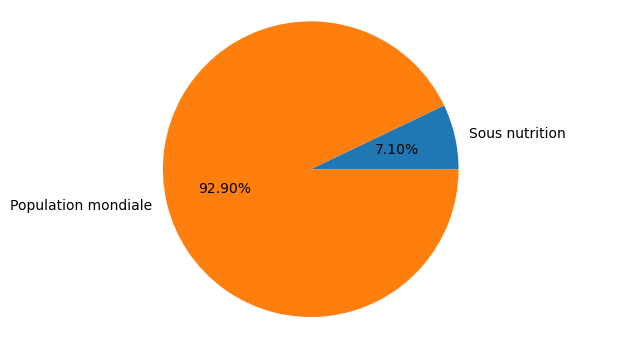 Sous nutrition
7.10%
92.90%
Population mondiale